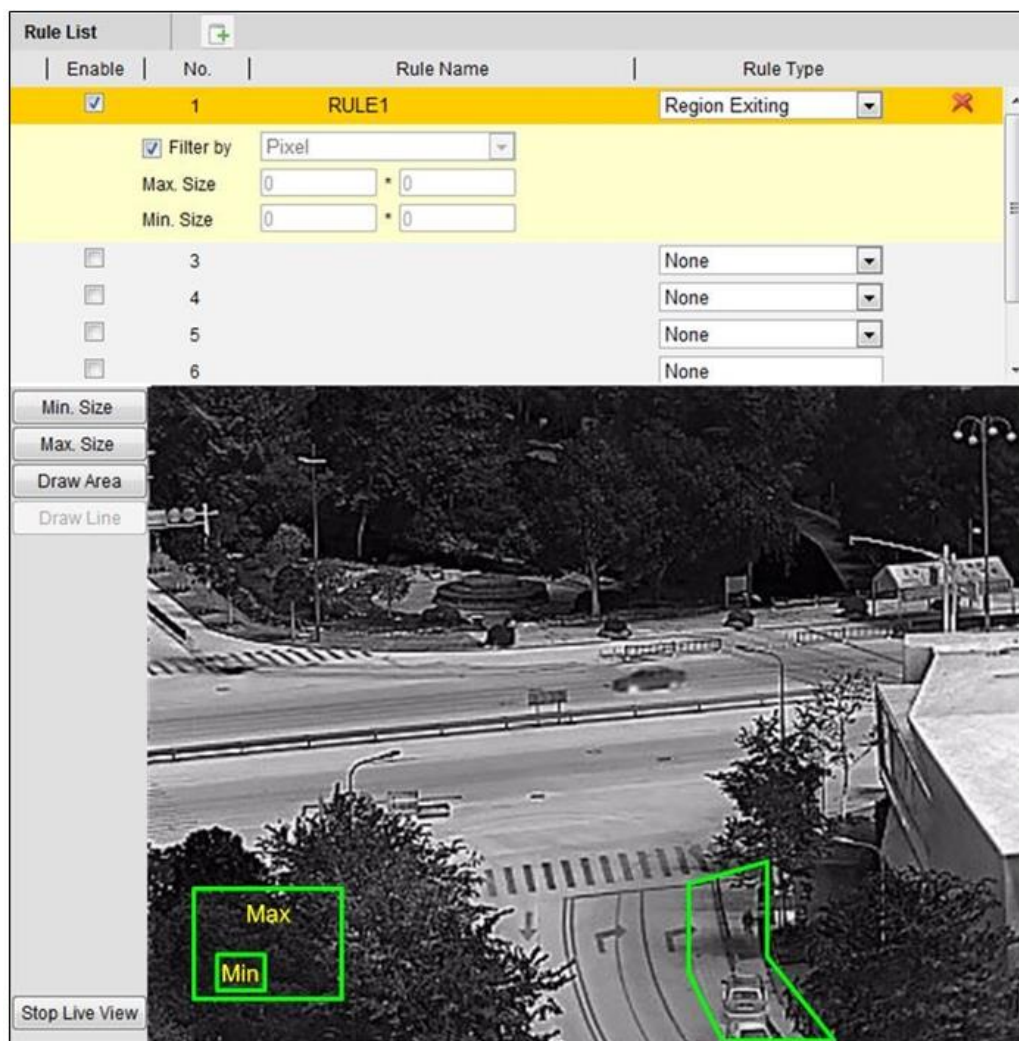 Rule List
Enable No. Rule Name Rule Type
1 RULE1 Region Exiting
Filter by Pixel
Max. Size 0 * 0
Min. Size 0 * 0
3 None
4 None
5 None
6 None
Min. Size
Max. Size
Draw Area
Draw Line
Max
Min
Stop Live View